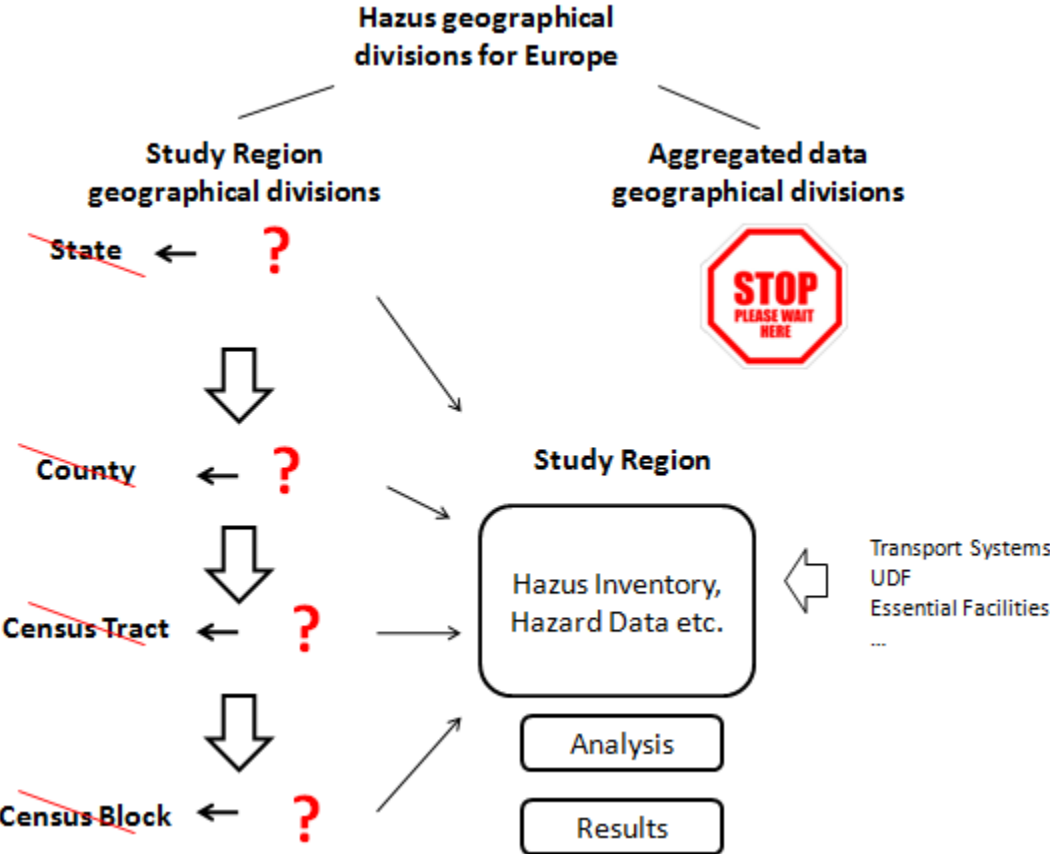 Hazus geographical
divisions for Europe
Study Region
geographical divisions
Aggregated data
geographical divisions
State
?
STOP
PLEASE WAIT
HERE
County
?
Study Region
Hazus Inventory,
Hazard Data etc.
Transport Systems
UDF
Essential Facilities
...
Census Tract
?
Analysis
Census Block
?
Results